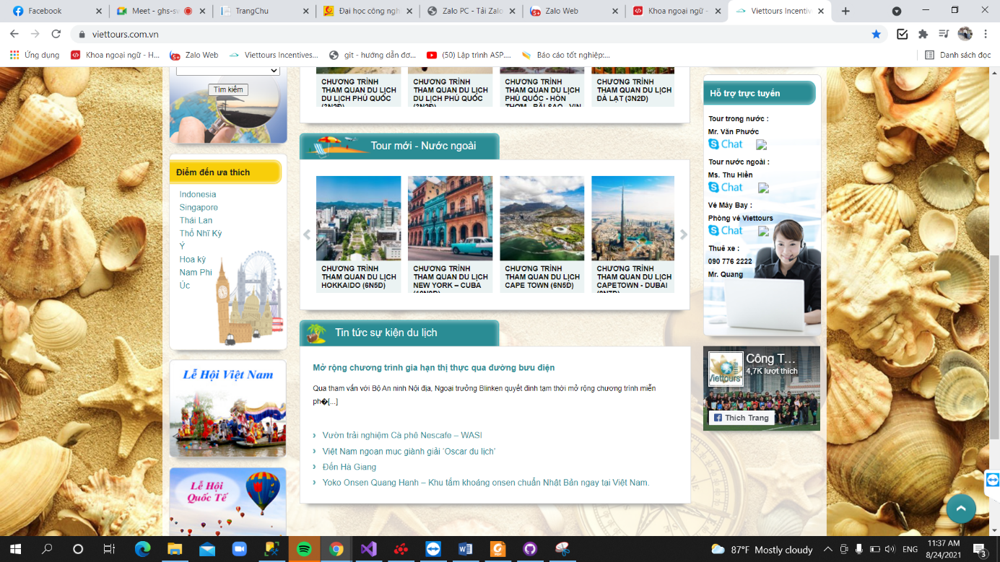 Facebook
Meet - ghs-sw
TrangChu
Đại học công ngh
Zalo PC - Tải Zalo
Zalo Web
Khoa ngoại ngữ -
Viettours Incentiv
viettours.com.vn
Ứng dụng
Khoa ngoại ngữ - H...
Zalo Web
Viettours Incentives...
git - hướng dẫn đơ...
(50) Lập trình ASP....
Báo cáo tốt nghiệp:...
Danh sách đọc
Tìm kiếm
Điểm đến ưa thích
Indonesia
Singapore
Thái Lan
Thổ Nhĩ Kỳ
Ý
Hoa kỳ
Nam Phi
Úc
Lễ Hội Việt Nam
Lễ Hội
Quốc Tế
CHƯƠNG TRÌNH
THAM QUAN DU LỊCH
DU LỊCH PHÚ QUỐC
(3N2Đ)
CHƯƠNG TRÌNH
THAM QUAN DU LỊCH
DU LỊCH PHÚ QUỐC
(3N2Đ)
CHƯƠNG TRÌNH
THAM QUAN DU LỊCH
PHÚ QUỐC - HÒN
THƠM - BÃI SAO - VIN
CHƯƠNG TRÌNH
THAM QUAN DU LỊCH
ĐÀ LẠT (3N2Đ)
Tour mới - Nước ngoài
CHƯƠNG TRÌNH
THAM QUAN DU LỊCH
HOKKAIDO (6N5Đ)
CHƯƠNG TRÌNH
THAM QUAN DU LỊCH
NEW YORK – CUBA
CHƯƠNG TRÌNH
THAM QUAN DU LỊCH
CAPE TOWN (6N5Đ)
CHƯƠNG TRÌNH
THAM QUAN DU LỊCH
CAPETOWN - DUBAI
Tin tức sự kiện du lịch
Mở rộng chương trình gia hạn thị thực qua đường bưu điện
Qua tham vấn với Bộ An ninh Nội địa, Ngoại trưởng Blinken quyết định tạm thời mở rộng chương trình miễn
ph�[...]
› Vườn trải nghiệm Cà phê Nescafe – WASI
› Việt Nam ngoạn mục giành giải ‘Oscar du lịch’
› Đến Hà Giang
› Yoko Onsen Quang Hanh – Khu tắm khoáng onsen chuẩn Nhật Bản ngay tại Việt Nam.
Hỗ trợ trực tuyến
Tour trong nước :
Mr. Văn Phước
Chat
Tour nước ngoài :
Ms. Thu Hiền
Chat
Vé Máy Bay :
Phòng vé Viettours
Chat
Thuê xe :
090 776 2222
Mr. Quang
Viettours
Công T...
4,7K lượt thích
Thích Trang
87°F Mostly cloudy
ENG
11:37 AM
8/24/2021
3